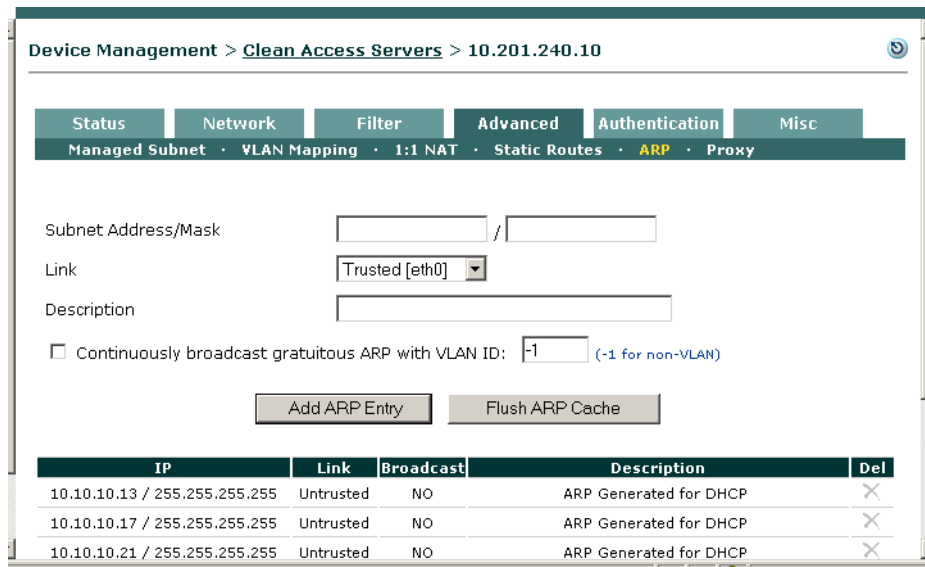 Device Management > Clean Access Servers > 10.201.240.10
Status Network Filter Advanced Authentication Misc
Managed Subnet · VLAN Mapping · 1:1 NAT · Static Routes · ARP · Proxy
Subnet Address/Mask /
Link Trusted [eth0]
Description
Continuously broadcast gratuitous ARP with VLAN ID: -1 (-1 for non-VLAN)
Add ARP Entry Flush ARP Cache
IP Link Broadcast Description Del
10.10.10.13 / 255.255.255.255 Untrusted NO ARP Generated for DHCP
10.10.10.17 / 255.255.255.255 Untrusted NO ARP Generated for DHCP
10.10.10.21 / 255.255.255.255 Untrusted NO ARP Generated for DHCP